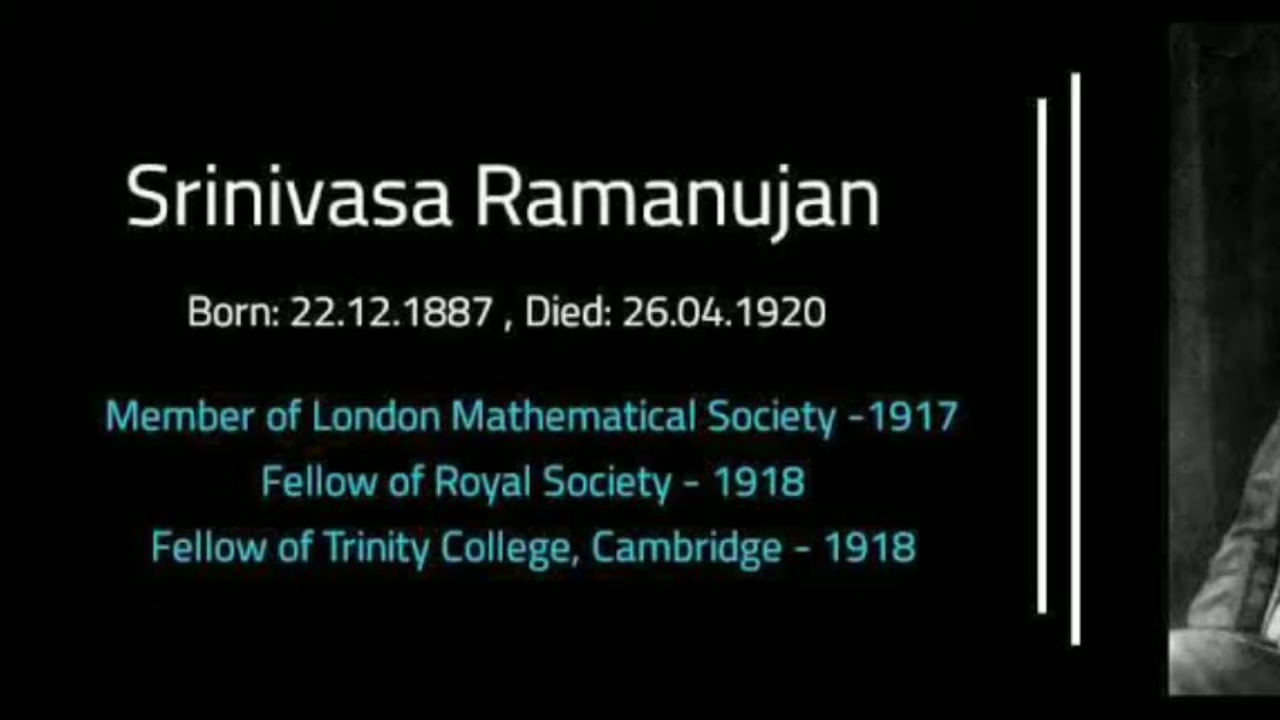 Srinivasa Ramanujan
Born: 22.12.1887 , Died: 26.04.1920
Member of London Mathematical Society -1917
Fellow of Royal Society - 1918
Fellow of Trinity College, Cambridge - 1918